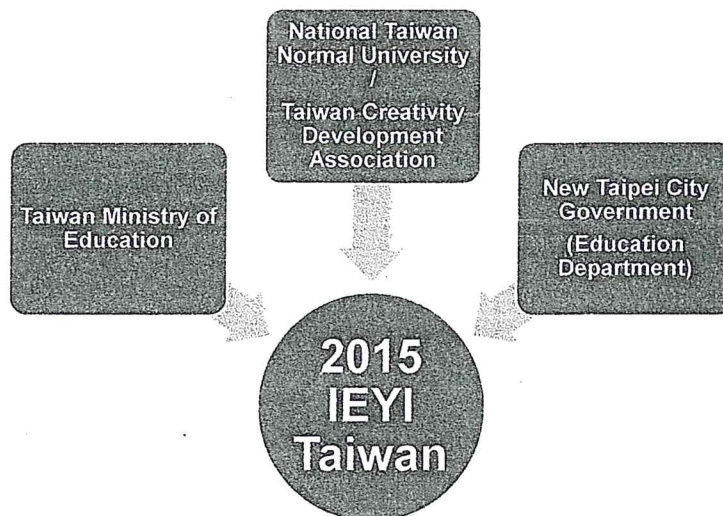 National Taiwan
Normal University
/
Taiwan Creativity
Development
Association
Taiwan Ministry of
Education
New Taipei City
Government
(Education
Department)
2015
IEYI
Taiwan